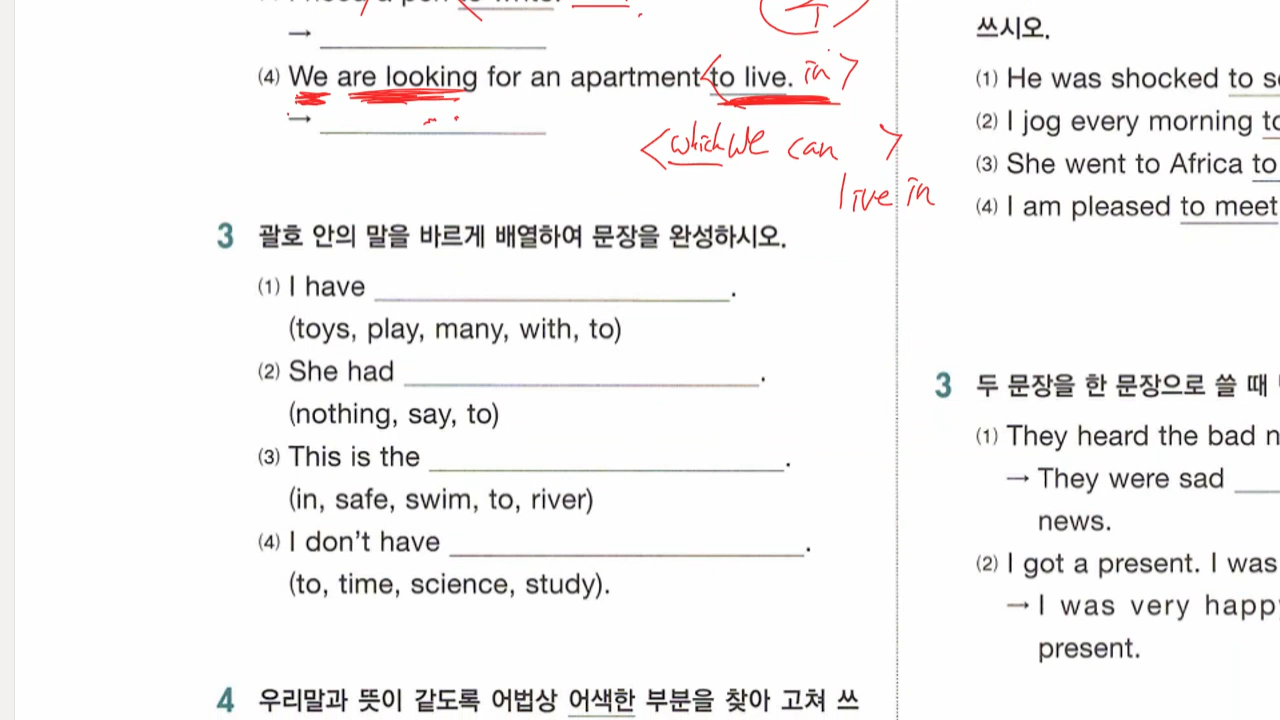 →
(4) We are looking for an apartment to live. in
→
which we can
live in
3 괄호 안의 말을 바르게 배열하여 문장을 완성하시오.
(1) I have .
(toys, play, many, with, to)
(2) She had .
(nothing, say, to)
(3) This is the .
(in, safe, swim, to, river)
(4) I don't have .
(to, time, science, study).
4 우리말과 뜻이 같도록 어법상 어색한 부분을 찾아 고쳐 쓰
쓰시오.
(1) He was shocked to
(2) I jog every morning
(3) She went to Africa to
(4) I am pleased to meet
3 두 문장을 한 문장으로 쓸 때
(1) They heard the bad
→ They were sad
news.
(2) I got a present. I was
→ I was very happy
present.